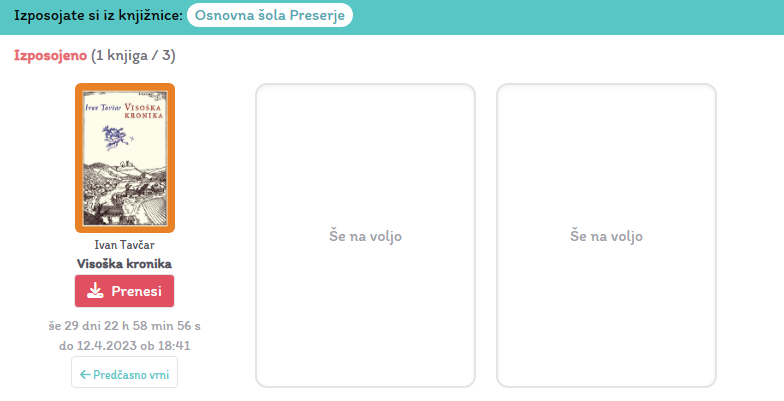 Izposojate si iz knjižnice: Osnovna šola Preserje
Izposojeno (1 knjiga / 3)
Ivan Tavčar VISOŠKA
KRONIKA
Ivan Tavčar
Visoška kronika
Prenesi
še 29 dni 22 h 58 min 56 s
do 12.4.2023 ob 18:41
Predčasno vrni
Še na voljo
Še na voljo